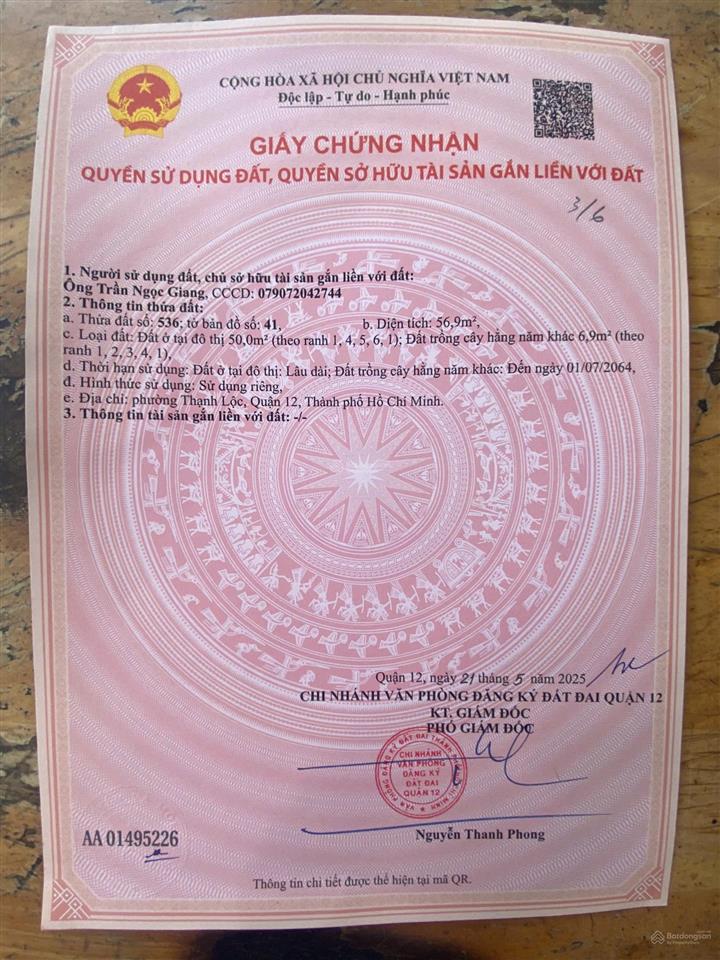 CỘNG HÒA XÃ HỘI CHỦ NGHĨA VIỆT NAM
Độc lập - Tự do - Hạnh phúc
GIẤY CHỨNG NHẬN
QUYỀN SỬ DỤNG ĐẤT, QUYỀN SỞ HỮU TÀI SẢN GẮN LIỀN VỚI ĐẤT
3/6
1. Người sử dụng đất, chủ sở hữu tài sản gắn liền với đất:
Ông Trần Ngọc Giang, CCCD: 079072042744
2. Thông tin thửa đất:
a. Thửa đất số: 536; tờ bản đồ số: 41, b. Diện tích: 56,9m²,
c. Loại đất: Đất ở tại đô thị 50,0m² (theo ranh 1, 4, 5, 6, 1); Đất trồng cây hằng năm khác 6,9m² (theo
ranh 1, 2, 3, 4, 1),
d. Thời hạn sử dụng: Đất ở tại đô thị: Lâu dài; Đất trồng cây hằng năm khác: Đến ngày 01/07/2064,
đ. Hình thức sử dụng: Sử dụng riêng,
e. Địa chỉ: phường Thạnh Lộc, Quận 12, Thành phố Hồ Chí Minh.
3. Thông tin tài sản gắn liền với đất: -/-
Quận 12, ngày 21 tháng 5 năm 2025
CHI NHÁNH VĂN PHÒNG ĐĂNG KÝ ĐẤT ĐAI QUẬN 12
KT. GIÁM ĐỐC
PHÓ GIÁM ĐỐC
CHI NHÁNH
VĂN PHÒNG
ĐĂNG KÝ
ĐẤT ĐAI
QUẬN 12
Nguyễn Thanh Phong
AA 01495226
Thông tin chi tiết được thể hiện tại mã QR.
Batdongsan